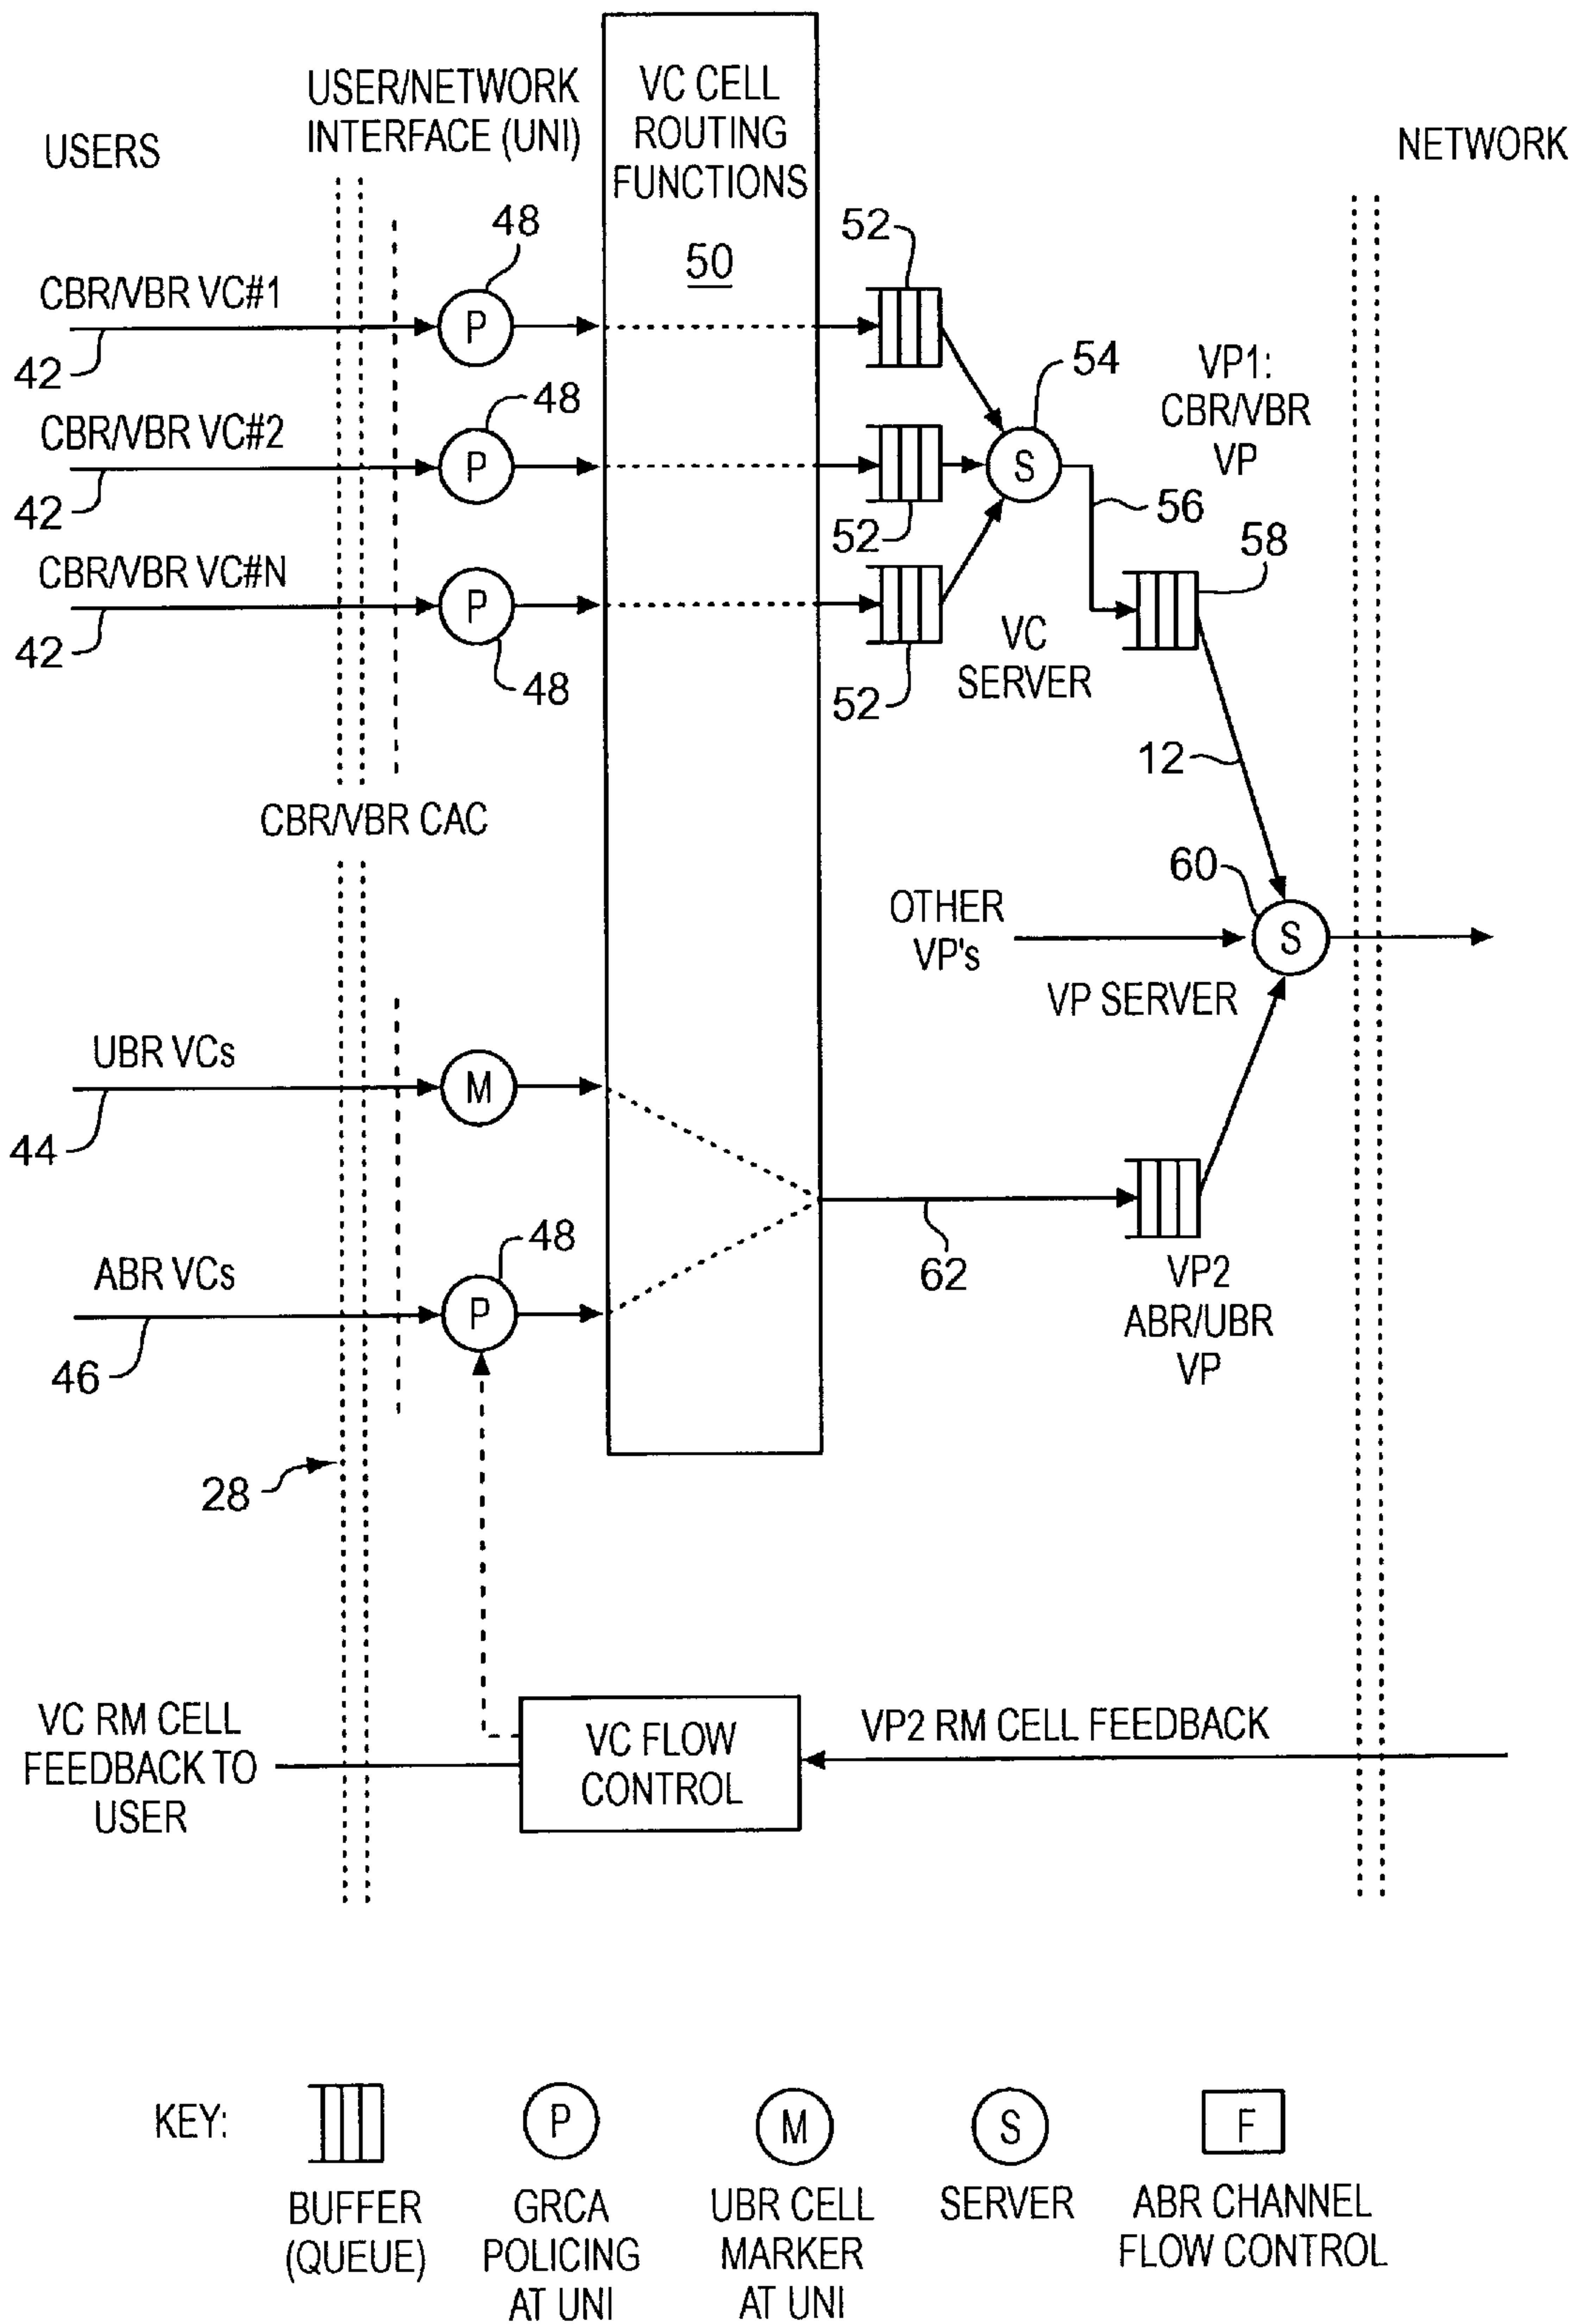 USERS
USER/NETWORK
INTERFACE (UNI)
VC CELL
ROUTING
FUNCTIONS
50
NETWORK
48
52
CBR/VBR VC#1
P
42
54
VP1:
CBR/VBR
VP
48
CBR/VBR VC#2
P
S
42
52
56
58
CBR/VBR VC#N
P
42
48
52
VC
SERVER
12
CBR/VBR CAC
60
OTHER
VP's
S
VP SERVER
UBR VCs
M
44
48
ABR VCs
P
46
62
VP2
ABR/UBR
VP
28
VC RM CELL
FEEDBACK TO
USER
VC FLOW
CONTROL
VP2 RM CELL FEEDBACK
KEY:
P
M
S
F
BUFFER
(QUEUE)
GRCA
POLICING
AT UNI
UBR CELL
MARKER
AT UNI
SERVER
ABR CHANNEL
FLOW CONTROL